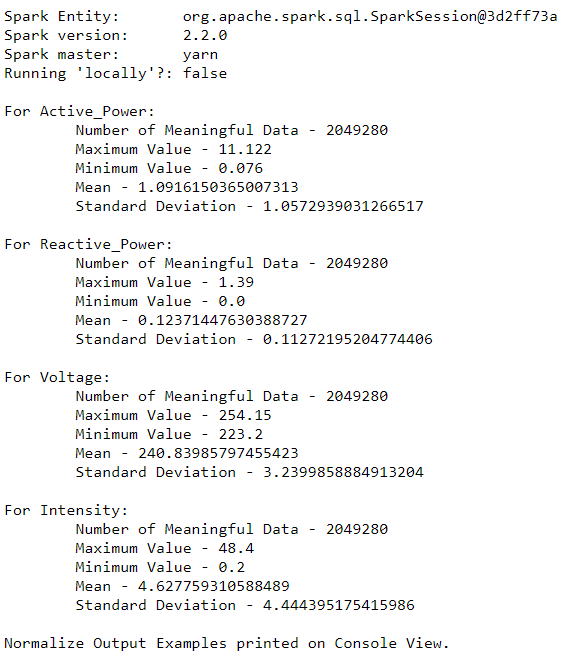 Spark Entity:       org.apache.spark.sql.SparkSession@3d2ff73a
Spark version:      2.2.0
Spark master:       yarn
Running 'locally'?: false

For Active_Power:
        Number of Meaningful Data - 2049280
        Maximum Value - 11.122
        Minimum Value - 0.076
        Mean - 1.0916150365007313
        Standard Deviation - 1.0572939031266517

For Reactive_Power:
        Number of Meaningful Data - 2049280
        Maximum Value - 1.39
        Minimum Value - 0.0
        Mean - 0.12371447630388727
        Standard Deviation - 0.11272195204774406

For Voltage:
        Number of Meaningful Data - 2049280
        Maximum Value - 254.15
        Minimum Value - 223.2
        Mean - 240.83985797455423
        Standard Deviation - 3.2399858884913204

For Intensity:
        Number of Meaningful Data - 2049280
        Maximum Value - 48.4
        Minimum Value - 0.2
        Mean - 4.627759310588489
        Standard Deviation - 4.444395175415986

Normalize Output Examples printed on Console View.